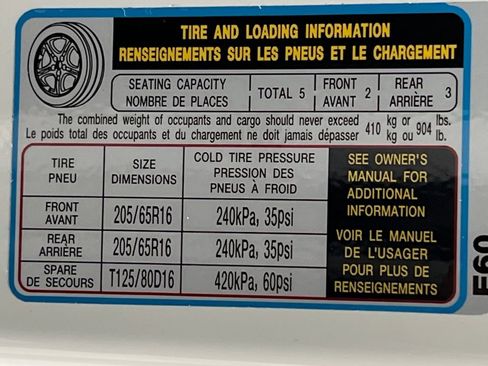 TIRE AND LOADING INFORMATION
RENSEIGNEMENTS SUR LES PNEUS ET LE CHARGEMENT
SEATING CAPACITY
NOMBRE DE PLACES
TOTAL 5
FRONT
AVANT 2
REAR
ARRIÈRE 3
The combined weight of occupants and cargo should never exceed 410 kg or 904 lbs.
Le poids total des occupants et du chargement ne doit jamais dépasser kg ou lb.
TIRE
PNEU
SIZE
DIMENSIONS
COLD TIRE PRESSURE
PRESSION DES
PNEUS À FROID
SEE OWNER'S
MANUAL FOR
ADDITIONAL
INFORMATION
VOIR LE MANUEL
DE L'USAGER
POUR PLUS DE
RENSEIGNEMENTS
FRONT
AVANT
205/65R16
240kPa, 35psi
REAR
ARRIÈRE
205/65R16
240kPa, 35psi
SPARE
DE SECOURS
T125/80D16
420kPa, 60psi